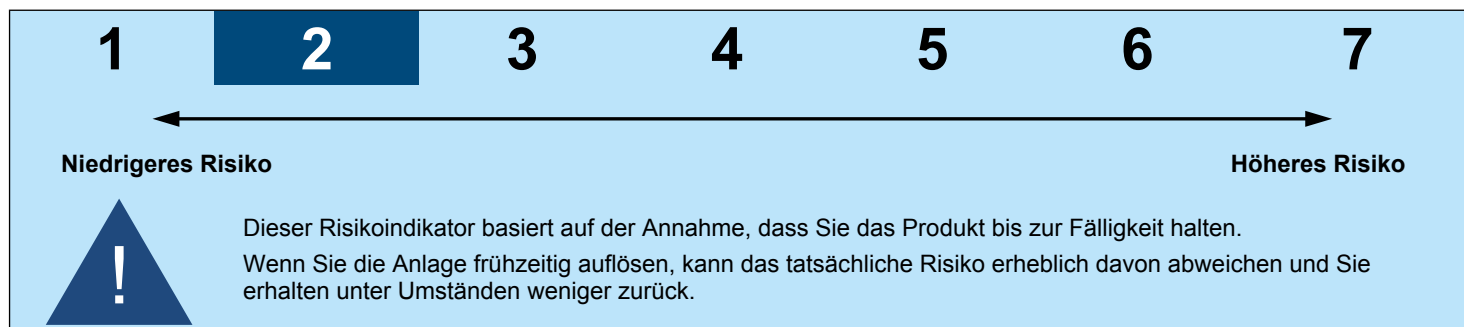 1 2 3 4 5 6 7
Niedrigeres Risiko Höheres Risiko
!
Dieser Risikoindikator basiert auf der Annahme, dass Sie das Produkt bis zur Fälligkeit halten.
Wenn Sie die Anlage frühzeitig auflösen, kann das tatsächliche Risiko erheblich davon abweichen und Sie
erhalten unter Umständen weniger zurück.